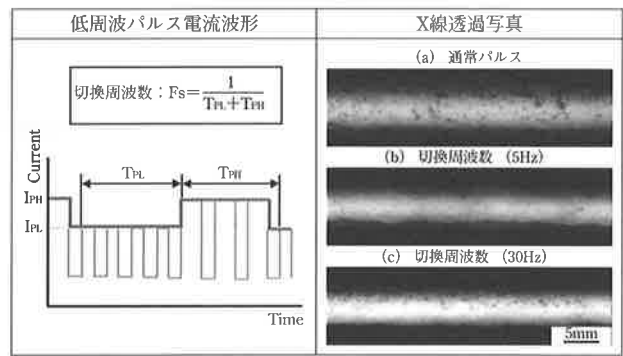 低周波パルス電流波形
切換周波数：Fs＝1/(TPL＋TPH)
Current
TPL
TPH
IPH
IPL
Time
X線透過写真
(a) 通常パルス
(b) 切換周波数 (5Hz)
(c) 切換周波数 (30Hz)
5mm